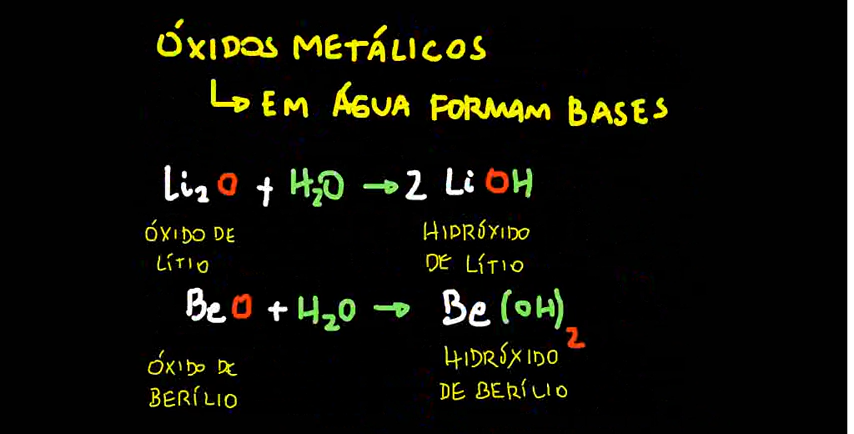 ÓXIDOS METÁLICOS
↳ EM ÁGUA FORMAM BASES
Li₂O + H₂O → 2 LiOH
ÓXIDO DE HIDRÓXIDO
LÍTIO DE LÍTIO
BeO + H₂O → Be(OH)₂
ÓXIDO DE HIDRÓXIDO
BERÍLIO DE BERÍLIO